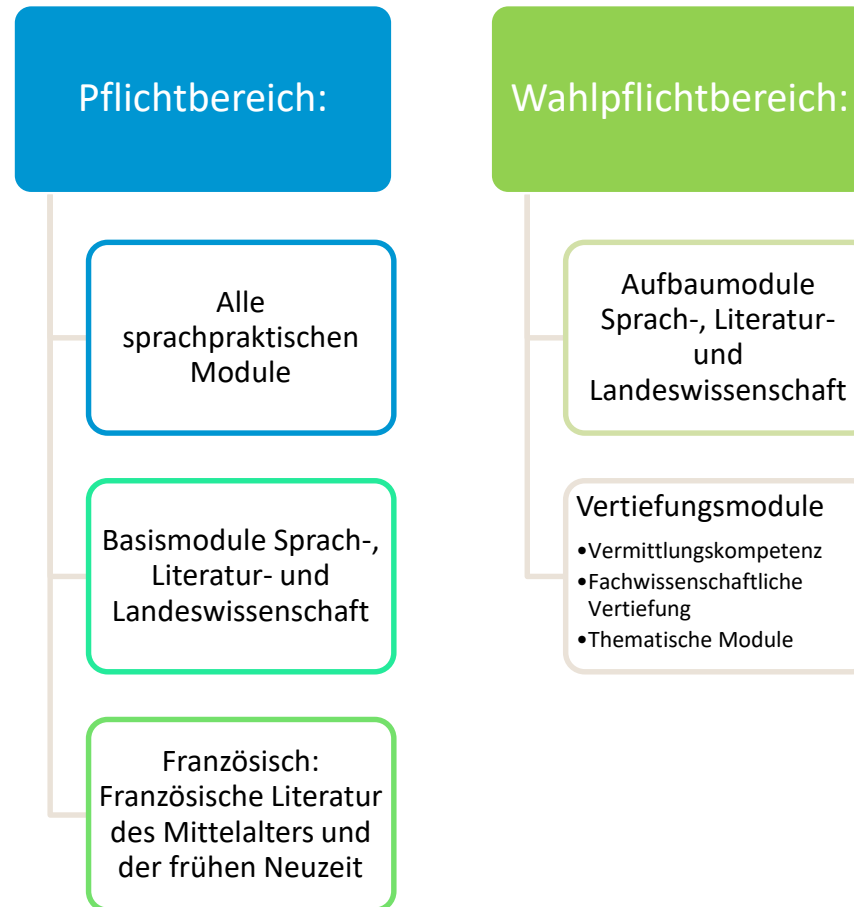 Pflichtbereich:
Alle
sprachpraktischen
Module
Basismodule Sprach-,
Literatur- und
Landeswissenschaft
Französisch:
Französische Literatur
des Mittelalters und
der frühen Neuzeit
Wahlpflichtbereich:
Aufbaumodule
Sprach-, Literatur-
und
Landeswissenschaft
Vertiefungsmodule
•Vermittlungskompetenz
•Fachwissenschaftliche
Vertiefung
•Thematische Module